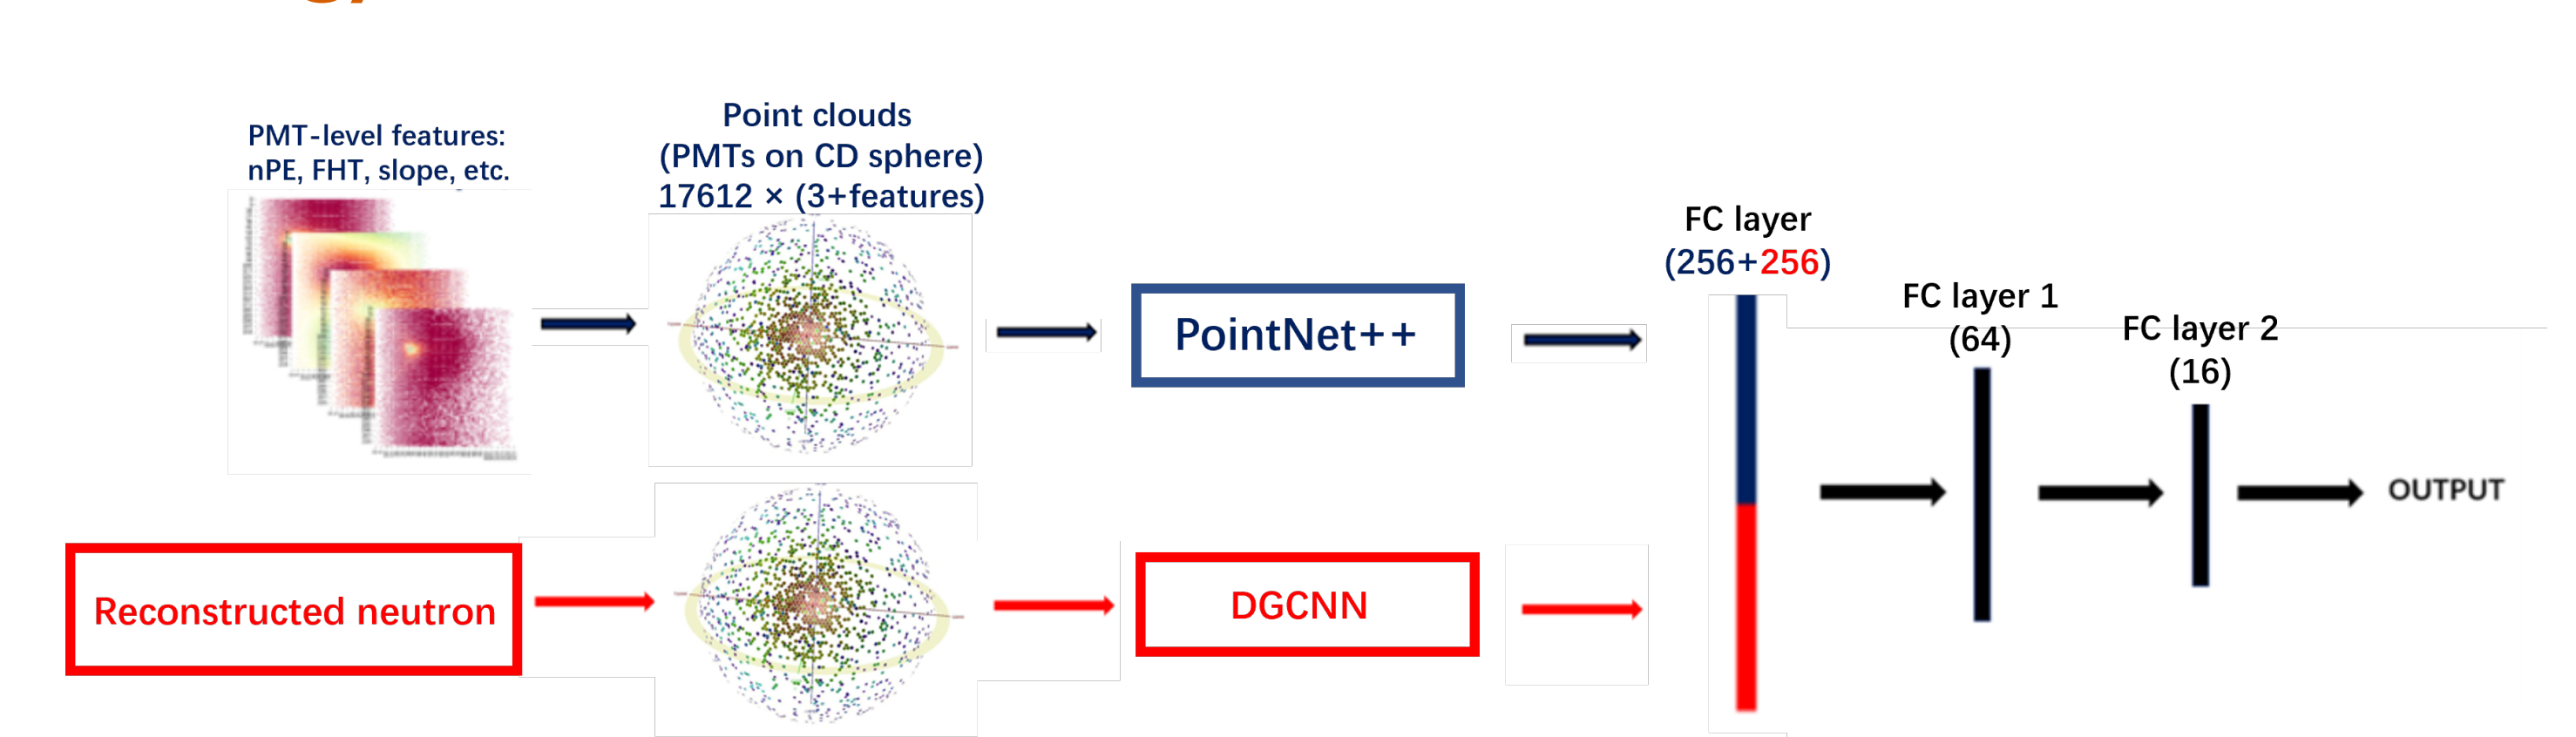 PMT-level features:
nPE, FHT, slope, etc.
Point clouds
(PMTs on CD sphere)
17612 × (3+features)
PointNet++
FC layer
(256+256)
FC layer 1
(64)
FC layer 2
(16)
OUTPUT
Reconstructed neutron
DGCNN